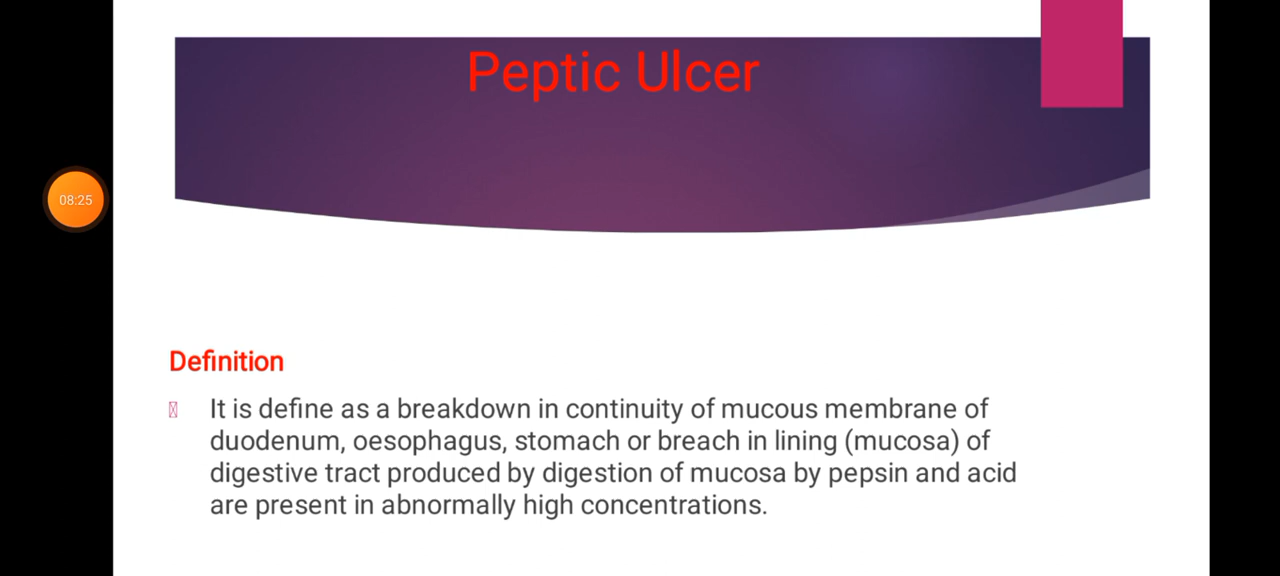 Peptic Ulcer
08:25
Definition
It is define as a breakdown in continuity of mucous membrane of
duodenum, oesophagus, stomach or breach in lining (mucosa) of
digestive tract produced by digestion of mucosa by pepsin and acid
are present in abnormally high concentrations.